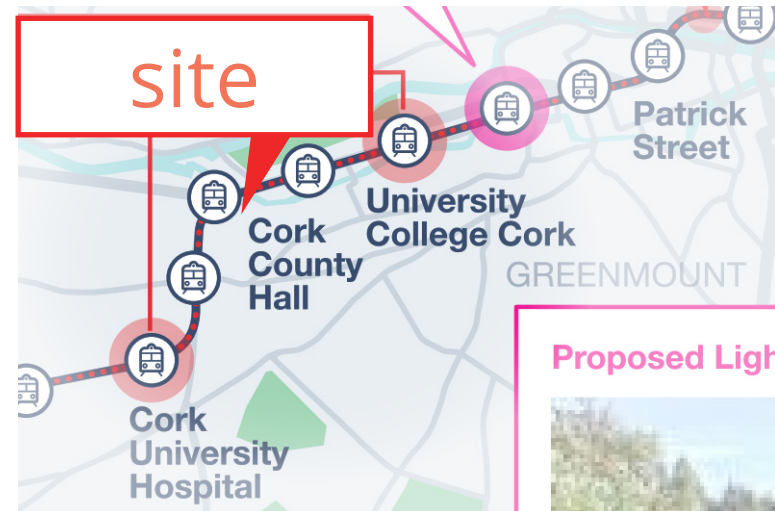 site
Patrick
Street
University
College Cork
Cork
County
Hall
GREENMOUNT
Proposed Ligh
Cork
University
Hospital